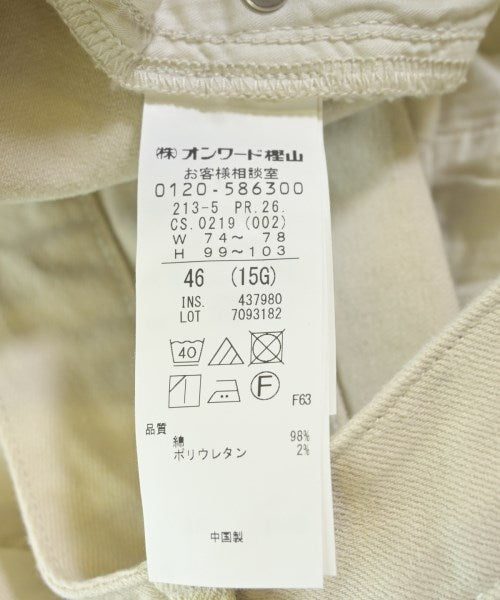 ㈱オンワード樫山
お客様相談室
0120-586300
213-5 PR.26.
CS.0219 (002)
W 74～ 78
H 99～103
46 (15G)
INS. 437980
LOT 7093182
40
F
F63
品質
綿 98%
ポリウレタン 2%
中国製